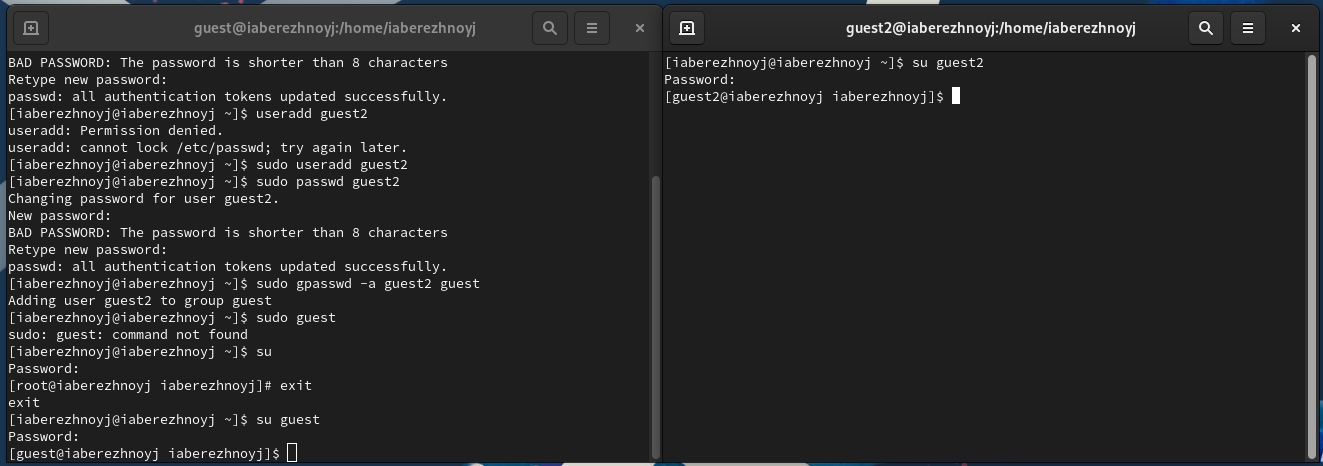 guest@iaberezhnoyj:/home/iaberezhnoyj
BAD PASSWORD: The password is shorter than 8 characters
Retype new password:
passwd: all authentication tokens updated successfully.
[iaberezhnoyj@iaberezhnoyj ~]$ useradd guest2
useradd: Permission denied.
useradd: cannot lock /etc/passwd; try again later.
[iaberezhnoyj@iaberezhnoyj ~]$ sudo useradd guest2
[iaberezhnoyj@iaberezhnoyj ~]$ sudo passwd guest2
Changing password for user guest2.
New password:
BAD PASSWORD: The password is shorter than 8 characters
Retype new password:
passwd: all authentication tokens updated successfully.
[iaberezhnoyj@iaberezhnoyj ~]$ sudo gpasswd -a guest2 guest
Adding user guest2 to group guest
[iaberezhnoyj@iaberezhnoyj ~]$ sudo guest
sudo: guest: command not found
[iaberezhnoyj@iaberezhnoyj ~]$ su
Password:
[root@iaberezhnoyj iaberezhnoyj]# exit
exit
[iaberezhnoyj@iaberezhnoyj ~]$ su guest
Password:
[guest@iaberezhnoyj iaberezhnoyj]$
guest2@iaberezhnoyj:/home/iaberezhnoyj
[iaberezhnoyj@iaberezhnoyj ~]$ su guest2
Password:
[guest2@iaberezhnoyj iaberezhnoyj]$